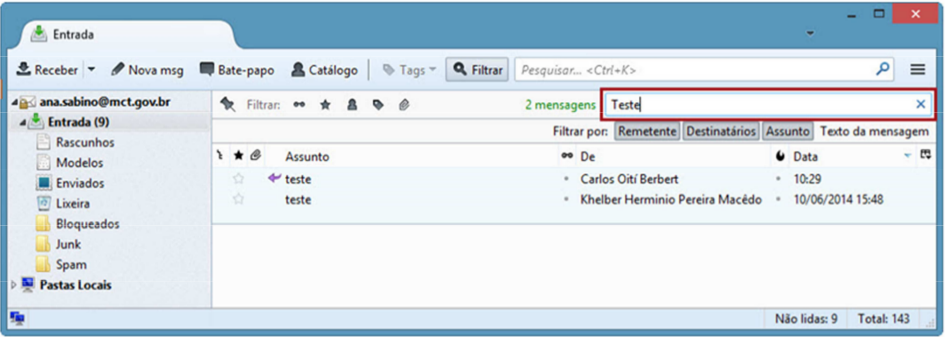 Entrada
Receber Nova msg Bate-papo Catálogo Tags Filtrar Pesquisar... <Ctrl+K>
ana.sabino@mct.gov.br
Entrada (9)
Rascunhos
Modelos
Enviados
Lixeira
Bloqueados
Junk
Spam
Pastas Locais
Filtrar: 2 mensagens Teste
Filtrar por: Remetente Destinatários Assunto Texto da mensagem
Assunto De Data
teste Carlos Oití Berbert 10:29
teste Khelber Herminio Pereira Macêdo 10/06/2014 15:48
Não lidas: 9 Total: 143